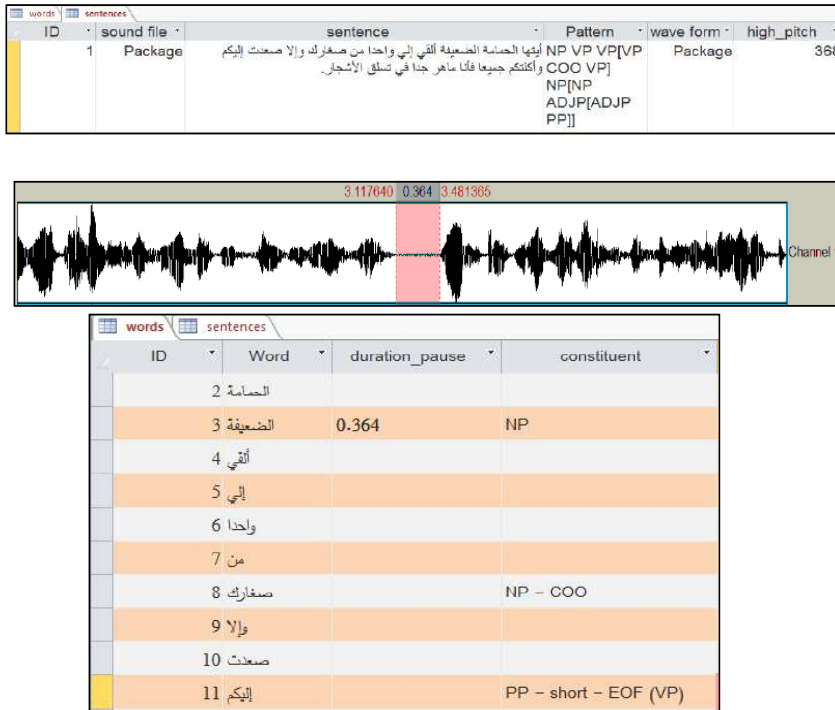 words sentences
ID sound file sentence Pattern wave form high_pitch
1 Package أيتها الحمامة الضعيفة ألقي إلي واحدا من صغارك وإلا صعدت إليكم NP VP VP[VP Package 368
وأكلتكم جميعا فأنا ماهر جدا في تسلق الأشجار. COO VP]
NP[NP
ADJP[ADJP
PP]]
3.117640 0.364 3.481365
Channel
words sentences
ID Word duration_pause constituent
2 الحمامة
3 الضعيفة 0.364 NP
4 ألقي
5 إلي
6 واحدا
7 من
8 صغارك NP – COO
9 وإلا
10 صعدت
11 إليكم PP – short – EOF (VP)